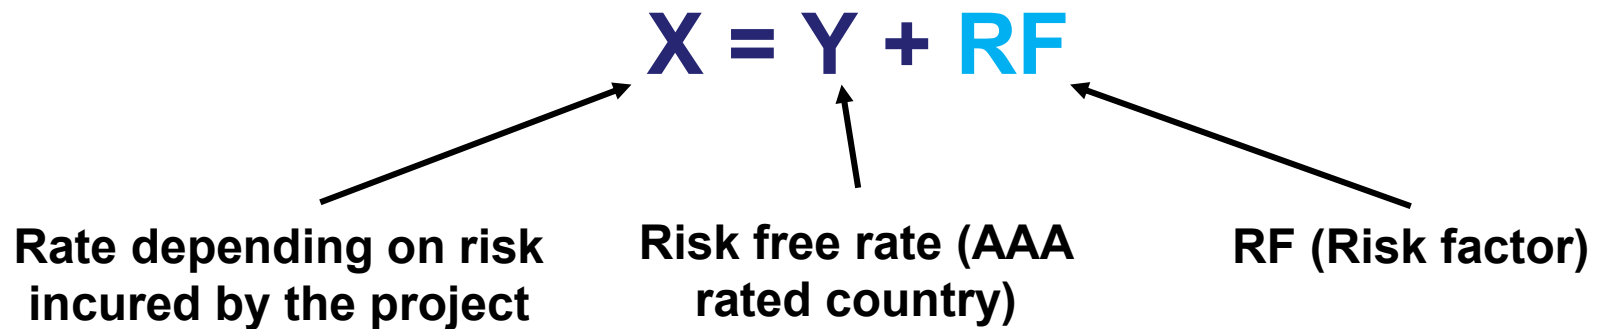 X = Y + RF
Rate depending on risk
incured by the project
Risk free rate (AAA
rated country)
RF (Risk factor)